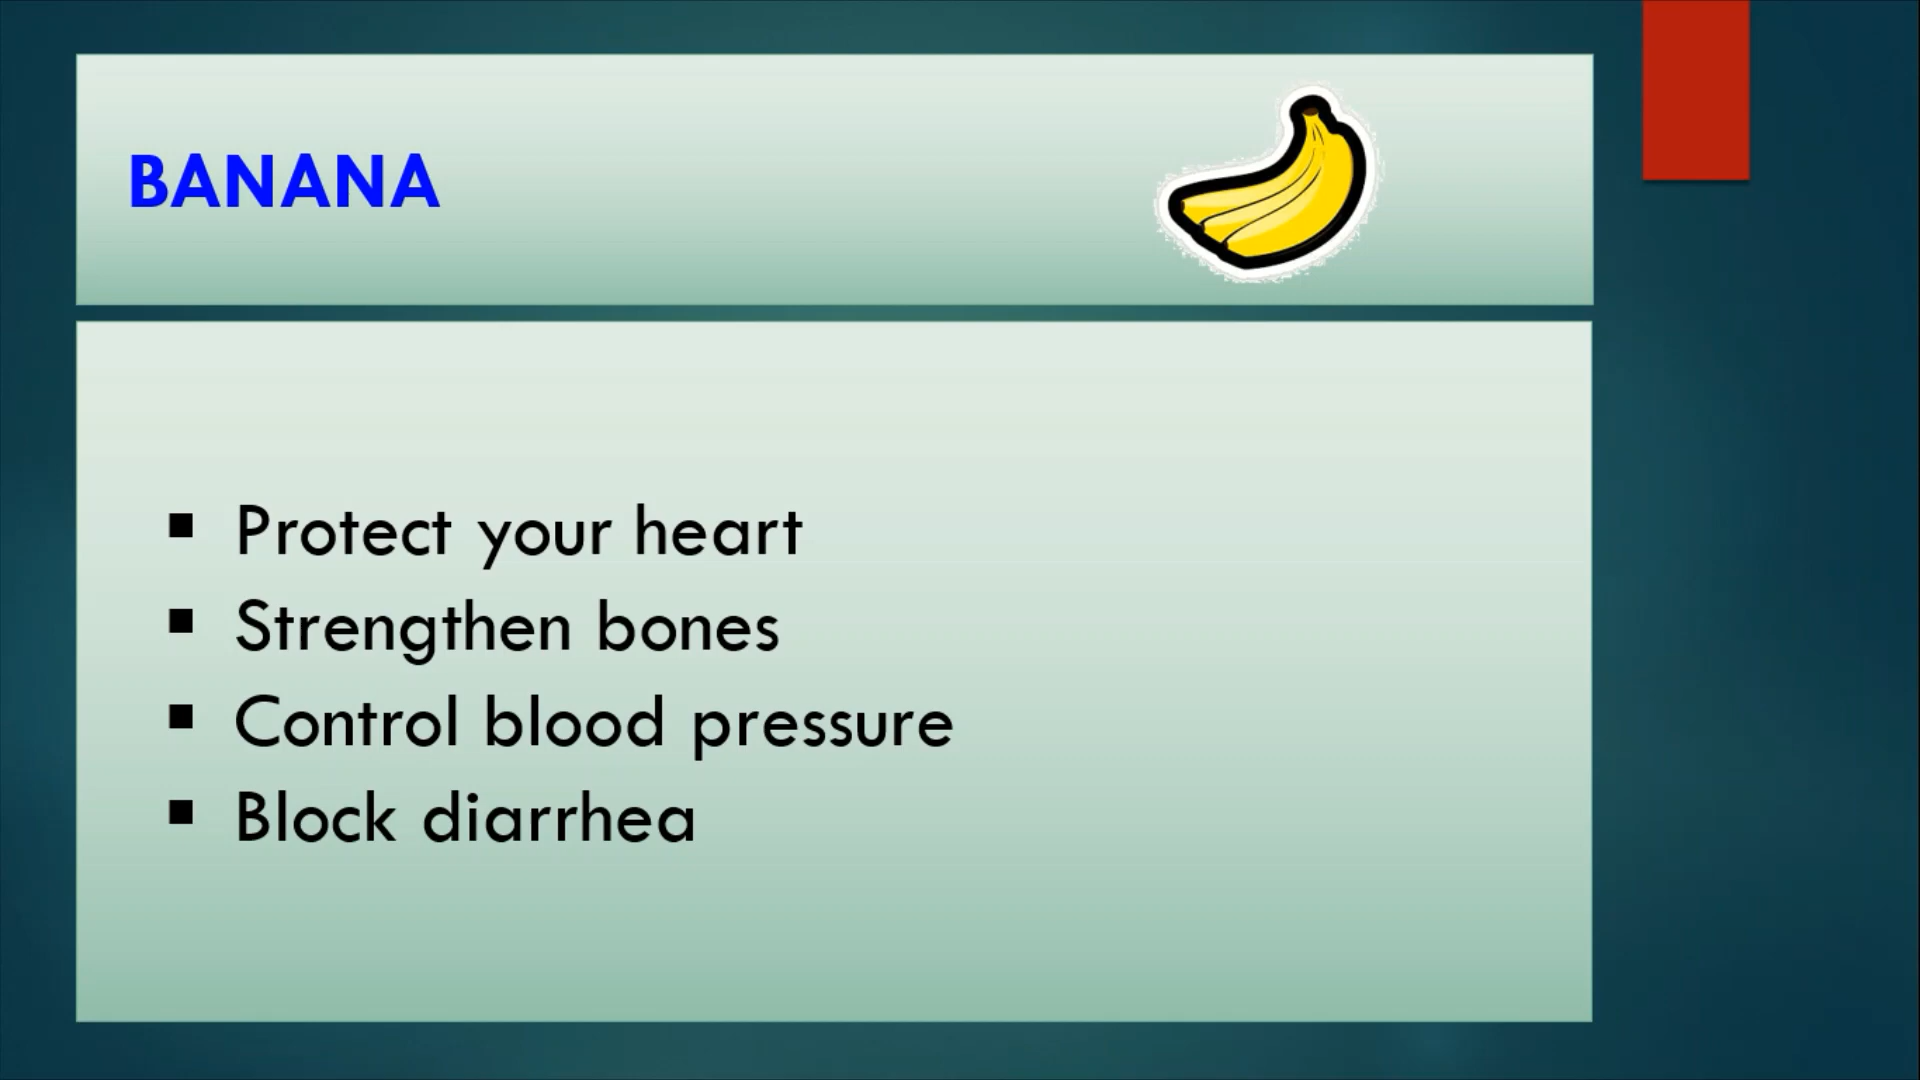 BANANA
Protect your heart
Strengthen bones
Control blood pressure
Block diarrhea